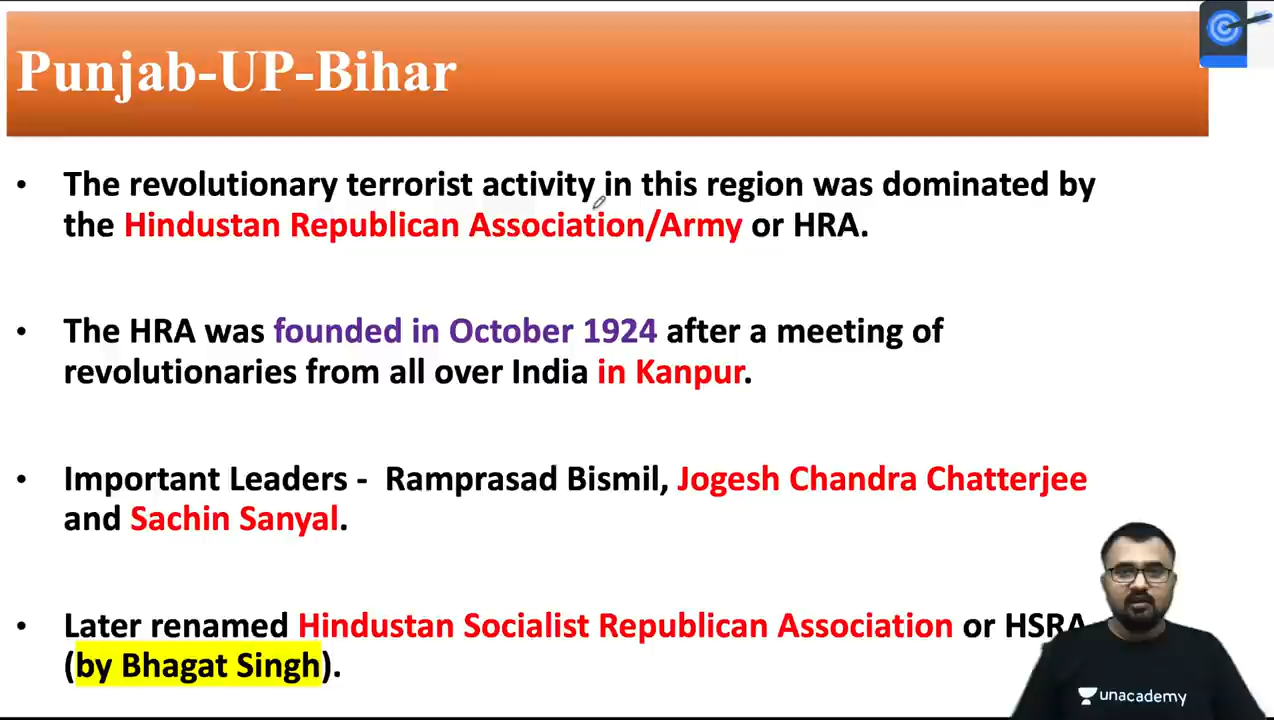 Punjab-UP-Bihar
• The revolutionary terrorist activity in this region was dominated by
the Hindustan Republican Association/Army or HRA.
• The HRA was founded in October 1924 after a meeting of
revolutionaries from all over India in Kanpur.
• Important Leaders - Ramprasad Bismil, Jogesh Chandra Chatterjee
and Sachin Sanyal.
• Later renamed Hindustan Socialist Republican Association or HSRA
(by Bhagat Singh).
unacademy